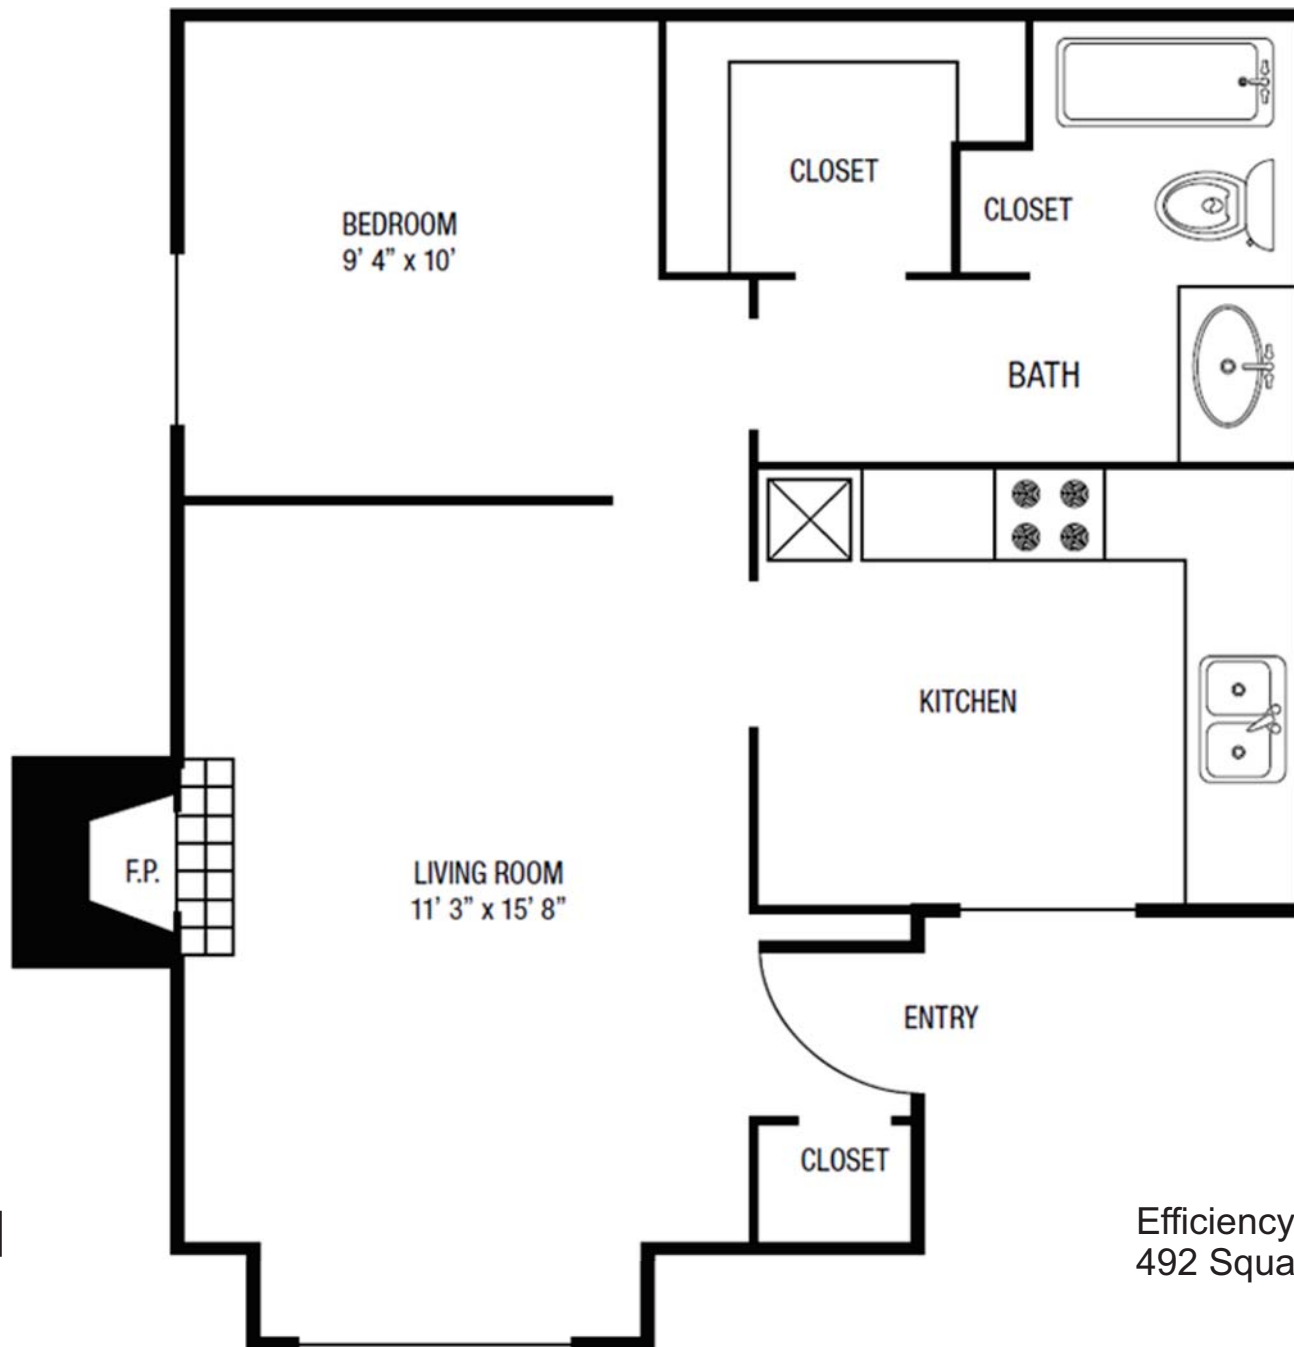 CLOSET
CLOSET
BEDROOM
9' 4” x 10'
BATH
KITCHEN
F.P.
LIVING ROOM
11' 3” x 15' 8”
ENTRY
CLOSET
Efficiency
492 Squa